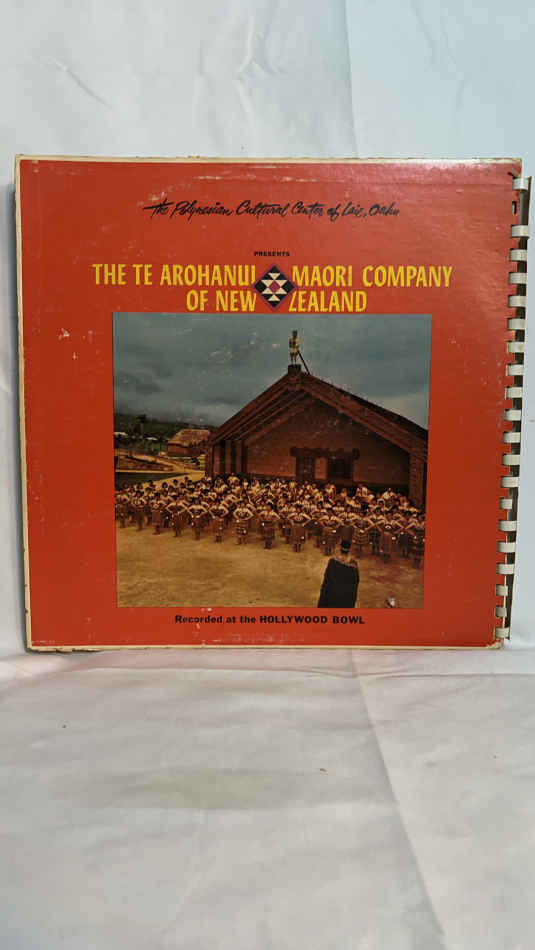 The Polynesian Cultural Center of Laie, Oahu
PRESENTS
THE TE AROHANUI MAORI COMPANY
OF NEW ZEALAND
Recorded at the HOLLYWOOD BOWL